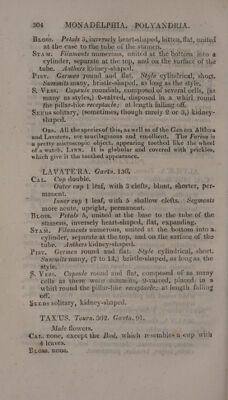 304 MONADELPHIA. POLYANDRIA.
BLOSS. Petals 5, inversely heart-shaped, bitten, flat, united
at the case to the tube of the stamens.
STAM. Filaments numerous, united at the bottom into a
cylinder, separate at the top, and on the surface of the
tube. Anthers kidney-shaped.
PIST. Germen round and flat. Style cylindrical, short.
Summits many, bristle-shaped, as long as the style.
S. VESS. Capsule roundish, composed of several cells, (as
many as styles,) 2-valved, disposed in a whirl round
the pillar-like receptacle; at length falling off.
SEEDS solitary, (sometimes, though rarely 2 or 3,) kidney-
shaped.
OBS. All the species of this, as well as of the Genera Althæa
and Lavatera, are mucilaginous and emollient. The Farina is
a pretty microscopic object, appearing toothed like the wheel
of a watch. LINN. It is globular and covered with prickles,
which give it the toothed appearance.
LAVATERA. Gærtn. 136.
CAL. Cup double.
Outer cup 1 leaf, with 3 clefts, blunt, shorter, per-
manent.
Inner cup 1 leaf, with 5 shallow clefts. Segments
more acute, upright, permanent.
BLOSS. Petals 5, united at the base to the tube of the
stamens, inversely heart-shaped, flat, expanding.
STAM. Filaments numerous, united at the bottom into a
cylinder, separate at the top, and on the surface of the
tube. Anthers kidney-shaped.
PIST. Germen round and flat. Style cylindrical, short.
Summits many, (7 to 14,) bristle-shaped, as long as the
style.
S. VESS. Capsule round and flat, composed of as many
cells as there were summits, 2-valved, placed in a
whirl round the pillar-like receptacle; at length falling
off.
SEEDS solitary, kidney-shaped.
TAXUS. Tourn. 362. Gærtn. 91.
Male flowers.
CAL. none, except the Bud, which resembles a cup with
4 leaves.
BLOSS. none.